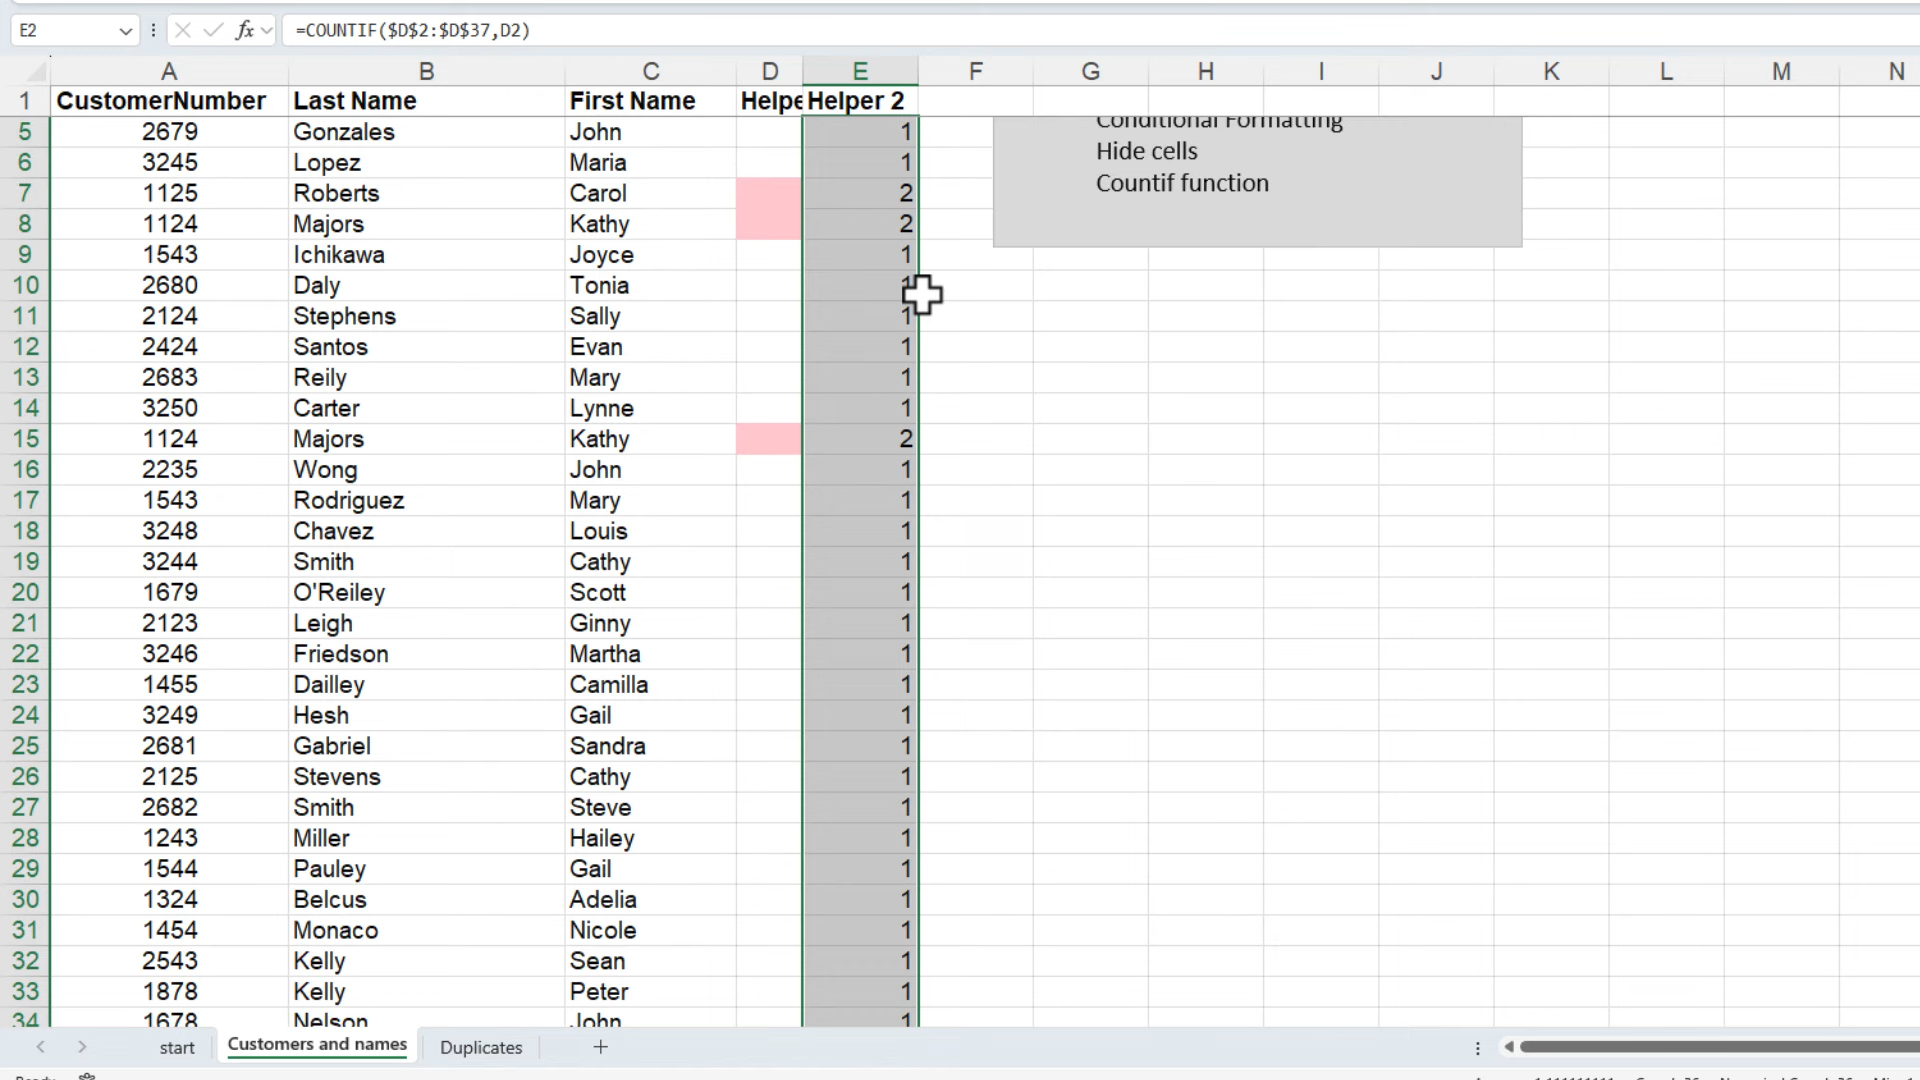 E2 fx =COUNTIF($D$2:$D$37,D2)
A B C D E F G H I J K L M N
1 CustomerNumber Last Name First Name Helpe Helper 2
5 2679 Gonzales John 1 Conditional Formatting
6 3245 Lopez Maria 1 Hide cells
7 1125 Roberts Carol 2 Countif function
8 1124 Majors Kathy 2
9 1543 Ichikawa Joyce 1
10 2680 Daly Tonia 1
11 2124 Stephens Sally 1
12 2424 Santos Evan 1
13 2683 Reily Mary 1
14 3250 Carter Lynne 1
15 1124 Majors Kathy 2
16 2235 Wong John 1
17 1543 Rodriguez Mary 1
18 3248 Chavez Louis 1
19 3244 Smith Cathy 1
20 1679 O'Reiley Scott 1
21 2123 Leigh Ginny 1
22 3246 Friedson Martha 1
23 1455 Dailley Camilla 1
24 3249 Hesh Gail 1
25 2681 Gabriel Sandra 1
26 2125 Stevens Cathy 1
27 2682 Smith Steve 1
28 1243 Miller Hailey 1
29 1544 Pauley Gail 1
30 1324 Belcus Adelia 1
31 1454 Monaco Nicole 1
32 2543 Kelly Sean 1
33 1878 Kelly Peter 1
34 1678 Nelson John 1
start Customers and names Duplicates +